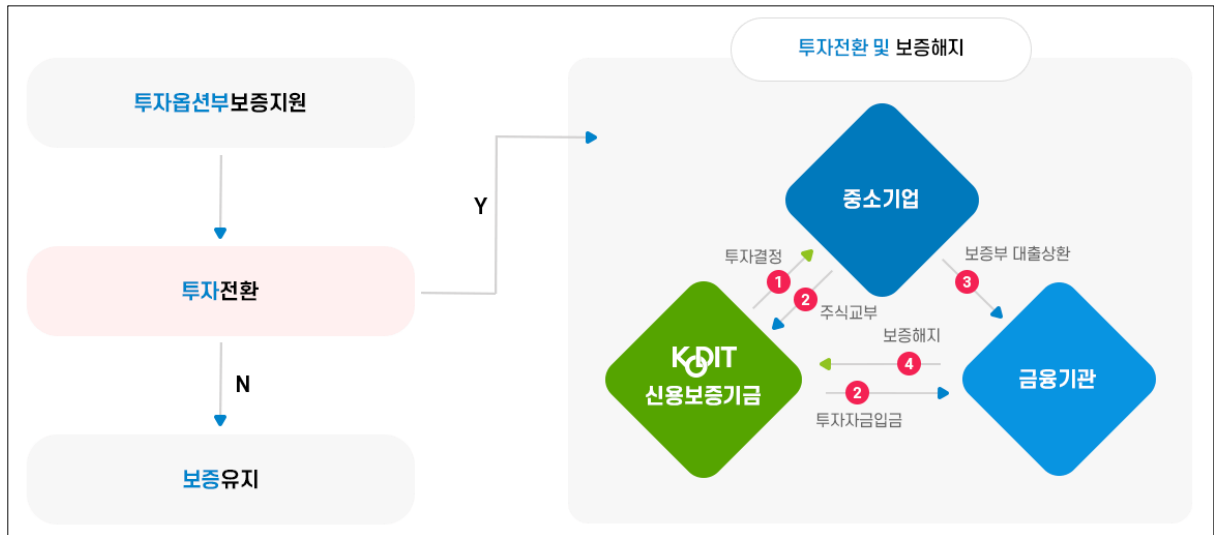 투자전환 및 보증해지
투자옵션부보증지원
중소기업
Y
투자결정
보증부 대출상환
1
3
2
투자전환
주식교부
보증해지
KODIT
4
신용보증기금
금융기관
N
2
투자자금입금
보증유지